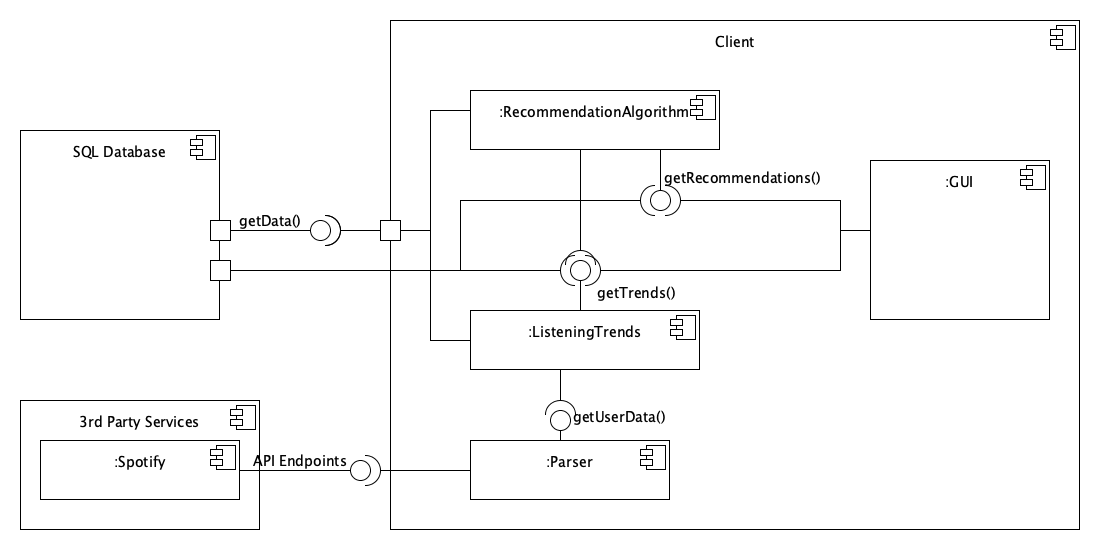 Client
:RecommendationAlgorithm
SQL Database
getRecommendations()
:GUI
getData()
getTrends()
:ListeningTrends
getUserData()
3rd Party Services
:Spotify
API Endpoints
:Parser